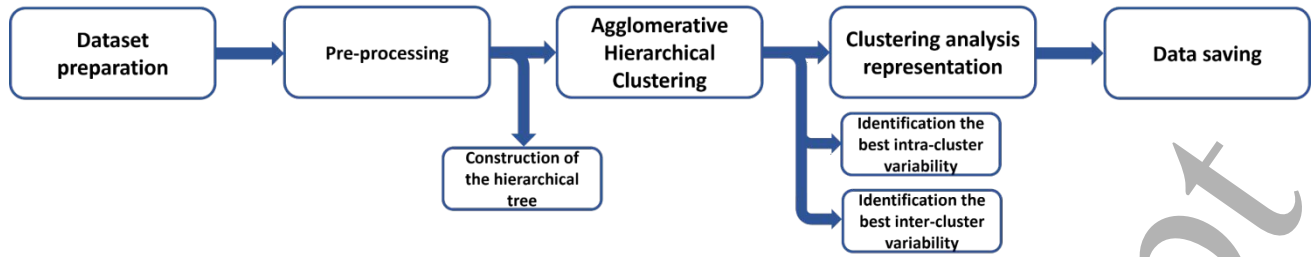 Dataset
preparation
Pre-processing
Agglomerative
Hierarchical
Clustering
Clustering analysis
representation
Data saving
Construction of
the hierarchical
tree
Identification the
best intra-cluster
variability
Identification the
best inter-cluster
variability